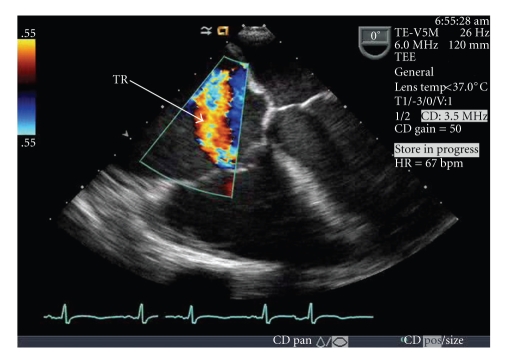 6:55:28 am
.55
0°
TE-V5M 26 Hz
6.0 MHz 120 mm
TEE
General
Lens temp<37.0°C
T1/-3/0/V:1
1/2 CD: 3.5 MHz
CD gain = 50
TR
.55
Store in progress
HR = 67 bpm
CD pan
CD pos/size